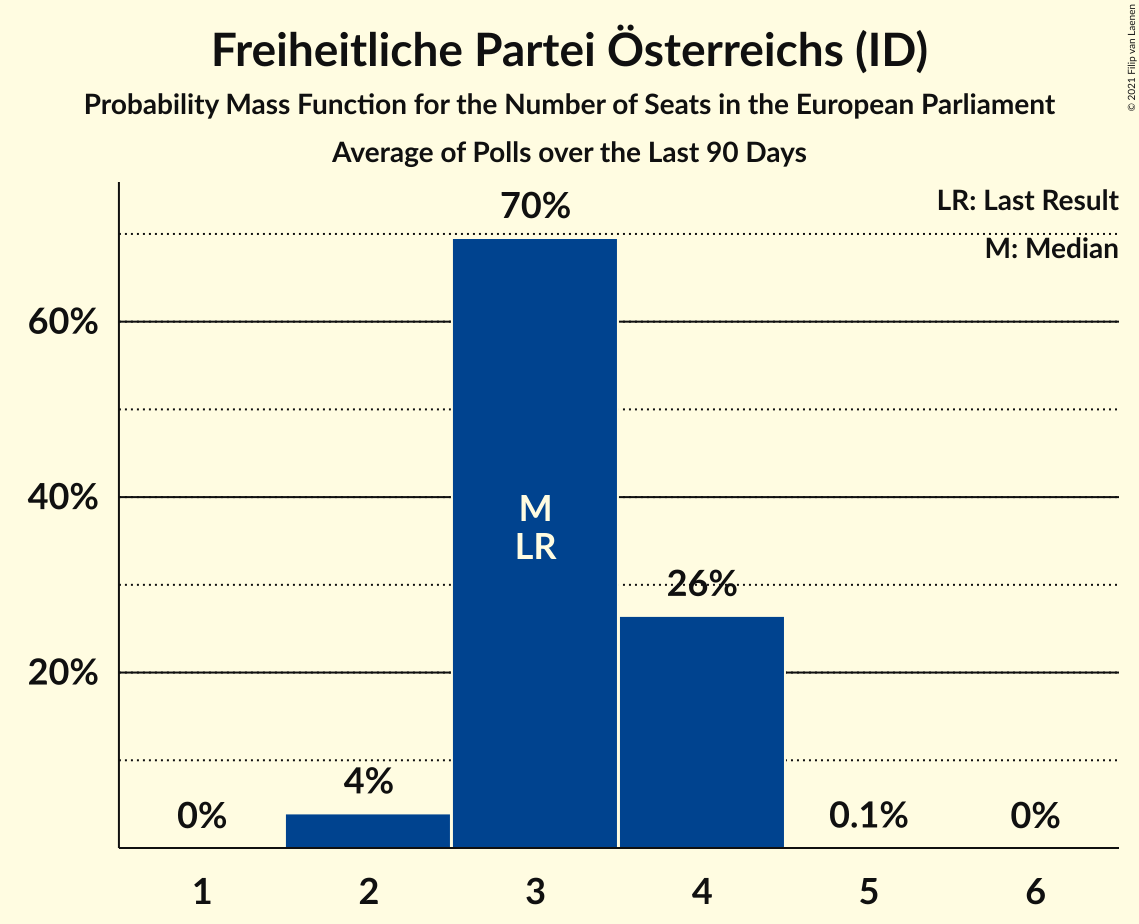 Freiheitliche Partei Österreichs (ID)
Probability Mass Function for the Number of Seats in the European Parliament
Average of Polls over the Last 90 Days
© 2021 Filip van Laenen
LR: Last Result
M: Median
60%
40%
20%
0%
4%
70%
M
LR
26%
0.1%
0%
1 2 3 4 5 6